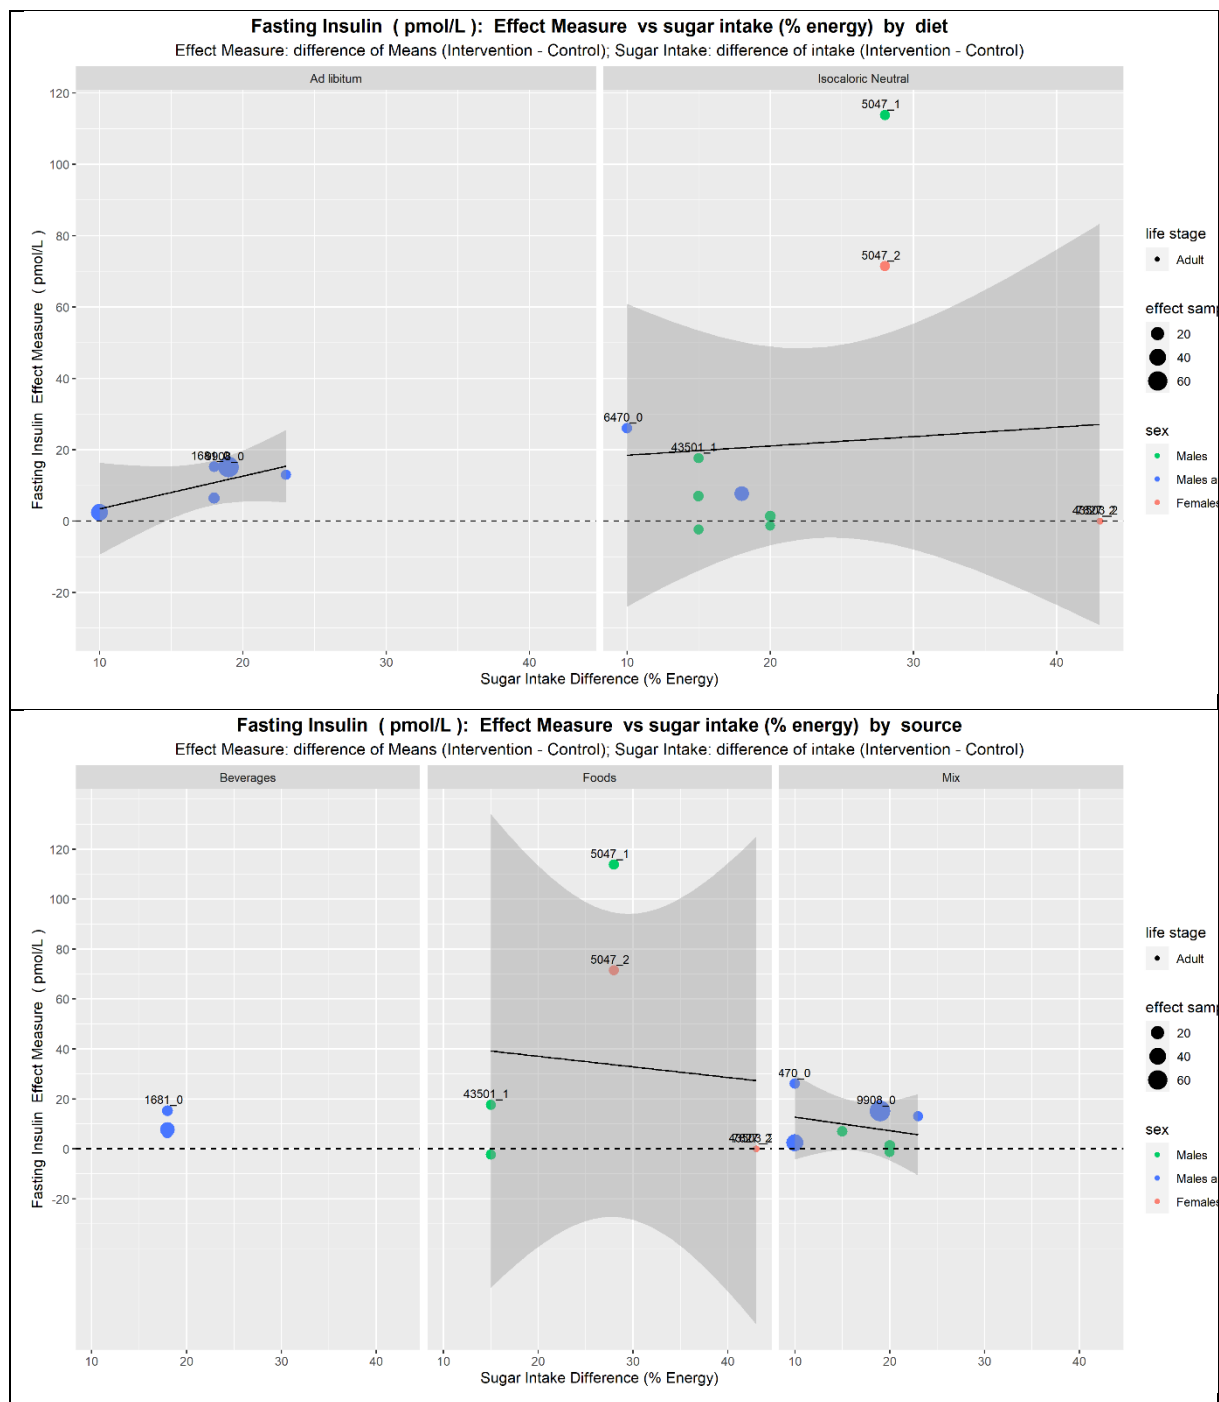 Fasting Insulin ( pmol/L ): Effect Measure vs sugar intake (% energy) by diet
Effect Measure: difference of Means (Intervention - Control); Sugar Intake: difference of intake (Intervention - Control)
Ad libitum
Isocaloric Neutral
Fasting Insulin Effect Measure ( pmol/L )
120
100
80
60
40
20
0
-20
5047_1
5047_2
6470_0
43501_1
10 20 30 40
10 20 30 40
Sugar Intake Difference (% Energy)
life stage
Adult
effect samp
20
40
60
sex
Males
Males a
Females
Fasting Insulin ( pmol/L ): Effect Measure vs sugar intake (% energy) by source
Effect Measure: difference of Means (Intervention - Control); Sugar Intake: difference of intake (Intervention - Control)
Beverages
Foods
Mix
Fasting Insulin Effect Measure ( pmol/L )
120
100
80
60
40
20
0
-20
1681_0
5047_1
5047_2
43501_1
470_0
9908_0
10 20 30 40
10 20 30 40
10 20 30 40
Sugar Intake Difference (% Energy)
life stage
Adult
effect samp
20
40
60
sex
Males
Males a
Females